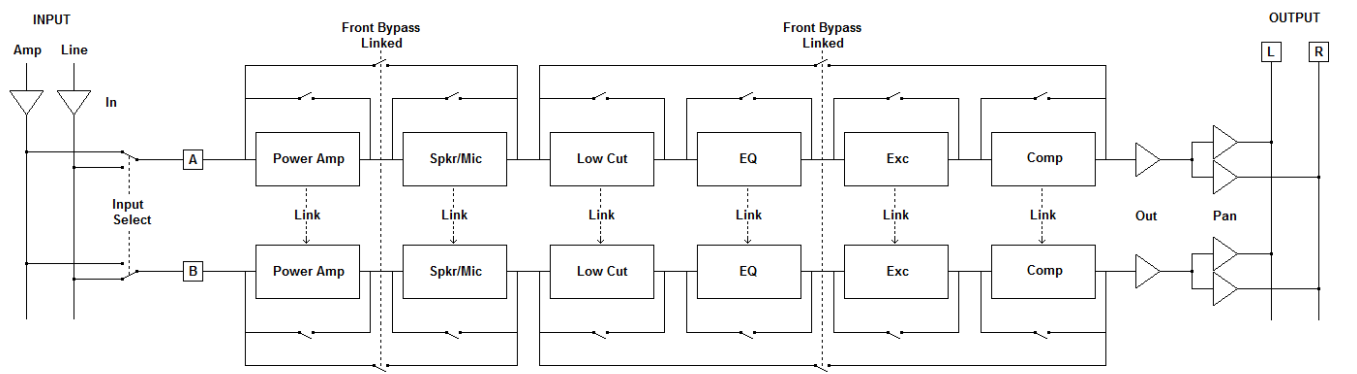 INPUT
Front Bypass
Linked
Front Bypass
Linked
OUTPUT
Amp Line
L R
In
A
Power Amp Spkr/Mic Low Cut EQ Exc Comp
Input
Select
Link Link Link Link Link Link Out Pan
B
Power Amp Spkr/Mic Low Cut EQ Exc Comp